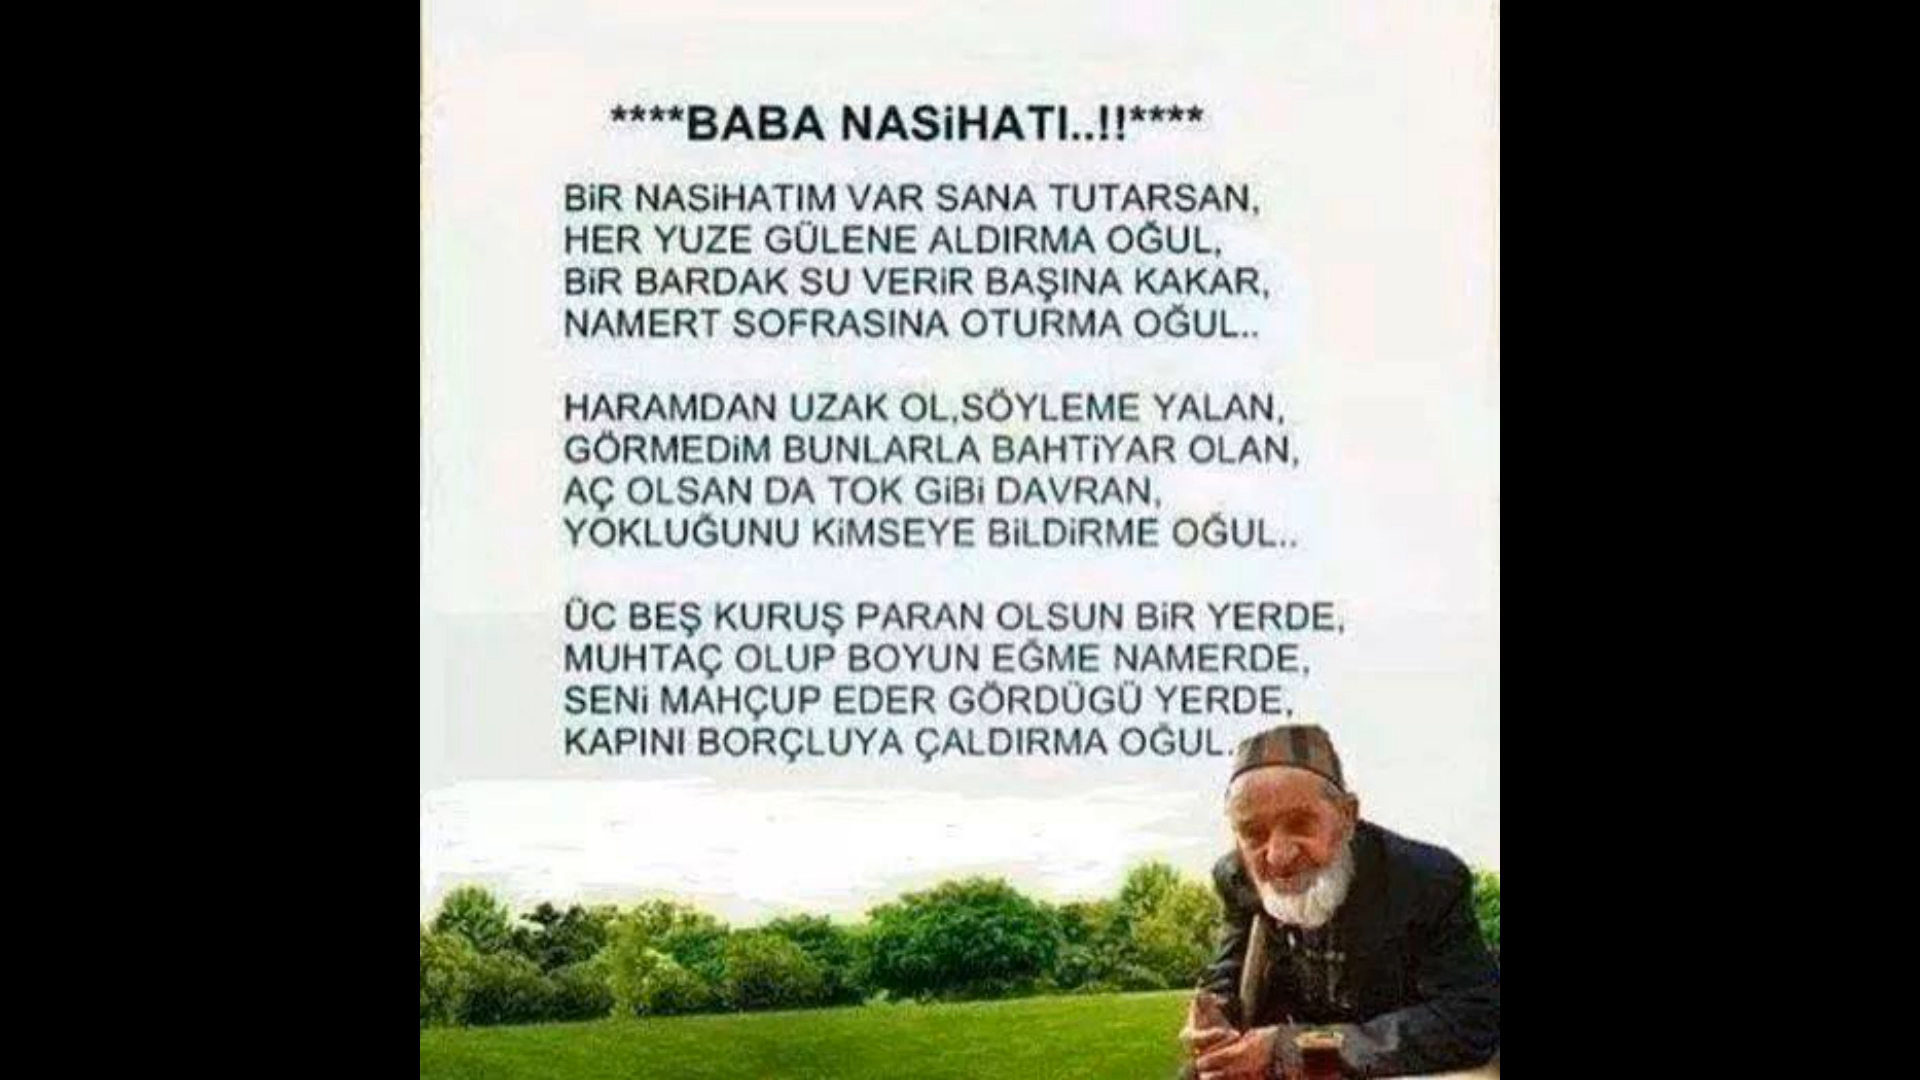 ****BABA NASiHATI..!!****
BiR NASiHATIM VAR SANA TUTARSAN,
HER YUZE GÜLENE ALDIRMA OĞUL,
BiR BARDAK SU VERiR BAŞINA KAKAR,
NAMERT SOFRASINA OTURMA OĞUL..
HARAMDAN UZAK OL,SÖYLEME YALAN,
GÖRMEDiM BUNLARLA BAHTiYAR OLAN,
AÇ OLSAN DA TOK GiBi DAVRAN,
YOKLUĞUNU KiMSEYE BiLDiRME OĞUL..
ÜC BEŞ KURUŞ PARAN OLSUN BiR YERDE,
MUHTAÇ OLUP BOYUN EĞME NAMERDE,
SENi MAHÇUP EDER GÖRDÜGÜ YERDE,
KAPINI BORÇLUYA ÇALDIRMA OĞUL.